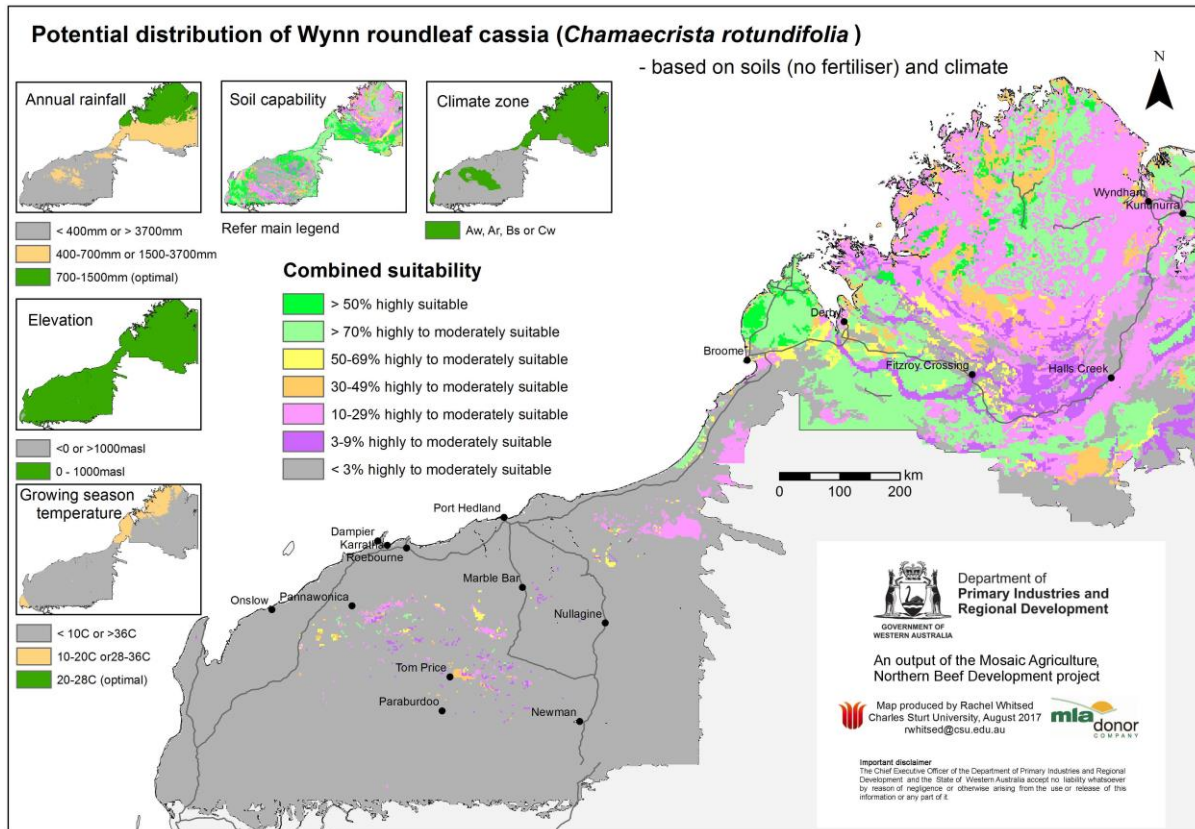 Potential distribution of Wynn roundleaf cassia (Chamaecrista rotundifolia )
- based on soils (no fertiliser) and climate
N
Annual rainfall
< 400mm or > 3700mm
400-700mm or 1500-3700mm
700-1500mm (optimal)
Soil capability
Refer main legend
Climate zone
Aw, Ar, Bs or Cw
Elevation
<0 or >1000masl
0 - 1000masl
Growing season
temperature
< 10C or >36C
10-20C or28-36C
20-28C (optimal)
Combined suitability
> 50% highly suitable
> 70% highly to moderately suitable
50-69% highly to moderately suitable
30-49% highly to moderately suitable
10-29% highly to moderately suitable
3-9% highly to moderately suitable
< 3% highly to moderately suitable
Wyndham
Kununurra
Derby
Broome
Fitzroy Crossing
Halls Creek
km
0 100 200
Port Hedland
Dampier
Karratha
Roebourne
Marble Bar
Onslow
Pannawonica
Nullagine
Tom Price
Paraburdoo
Newman
GOVERNMENT OF
WESTERN AUSTRALIA
Department of
Primary Industries and
Regional Development
An output of the Mosaic Agriculture,
Northern Beef Development project
Map produced by Rachel Whitsed
Charles Sturt University, August 2017
rwhitsed@csu.edu.au
mla
donor
COMPANY
Important disclaimer
The Chief Executive Officer of the Department of Primary Industries and Regional
Development and the State of Western Australia accept no liability whatsoever
by reason of negligence or otherwise arising from the use or release of this
information or any part of it.